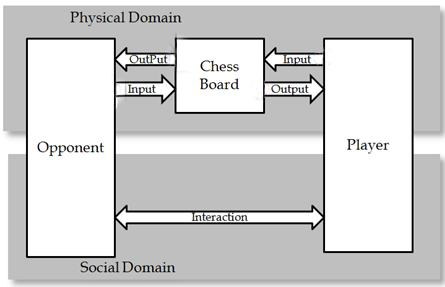 Physical Domain
OutPut
Input
Chess
Board
Input
Output
Opponent
Player
Interaction
Social Domain